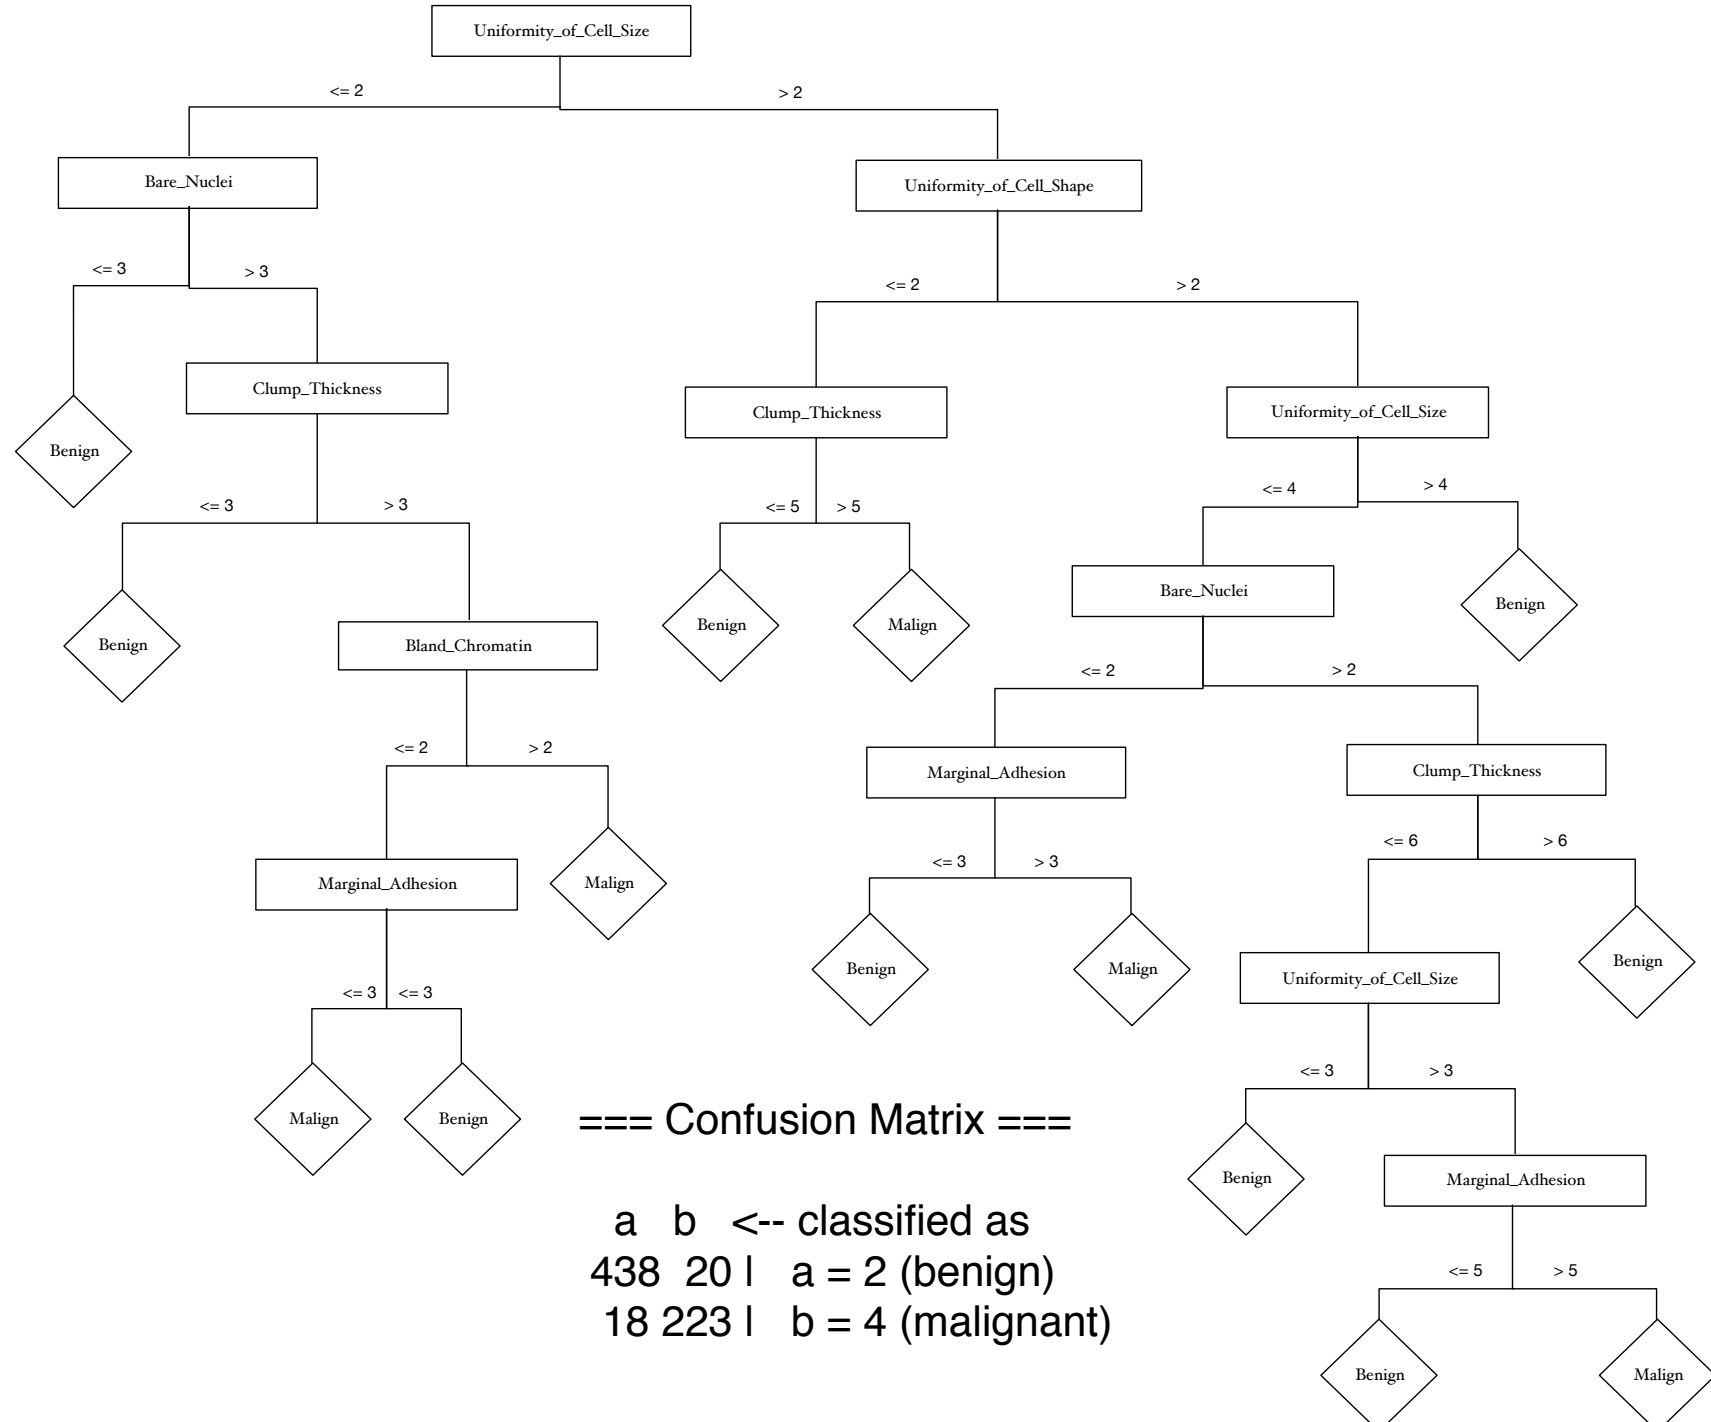 Uniformity_of_Cell_Size
<= 2
> 2
Bare_Nuclei
Uniformity_of_Cell_Shape
<= 3
> 3
<= 2
> 2
Clump_Thickness
Clump_Thickness
Uniformity_of_Cell_Size
Benign
<= 4
> 4
<= 3
> 3
<= 5
> 5
Bare_Nuclei
Benign
Benign
Malign
Benign
Bland_Chromatin
<= 2
> 2
<= 2
> 2
Marginal_Adhesion
Clump_Thickness
<= 6
> 6
<= 3
> 3
Marginal_Adhesion
Malign
Benign
Malign
Benign
Uniformity_of_Cell_Size
<= 3
<= 3
<= 3
> 3
Malign
Benign
=== Confusion Matrix ===
Benign
Marginal_Adhesion
a b <-- classified as
438 20 | a = 2 (benign)
18 223 | b = 4 (malignant)
<= 5
> 5
Benign
Malign